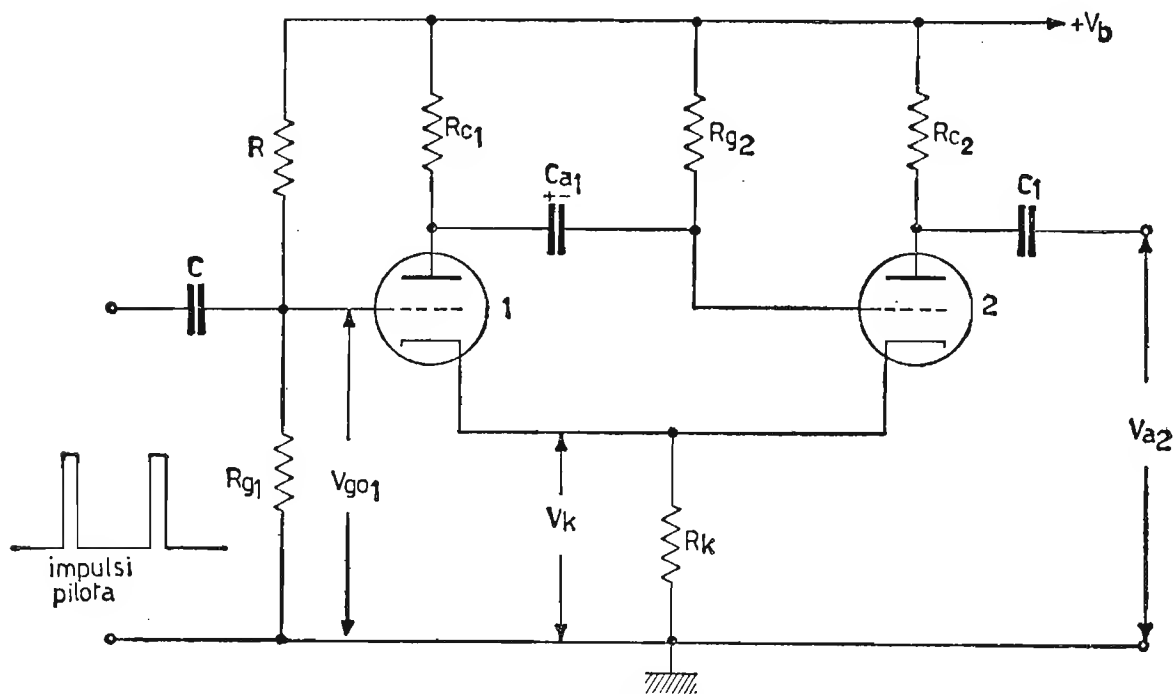 +Vb
R
Rc1
Rg2
Rc2
Ca1
+ -
C1
C
1
2
Rg1
Vgo1
Vk
Rk
Va2
impulsi
pilota